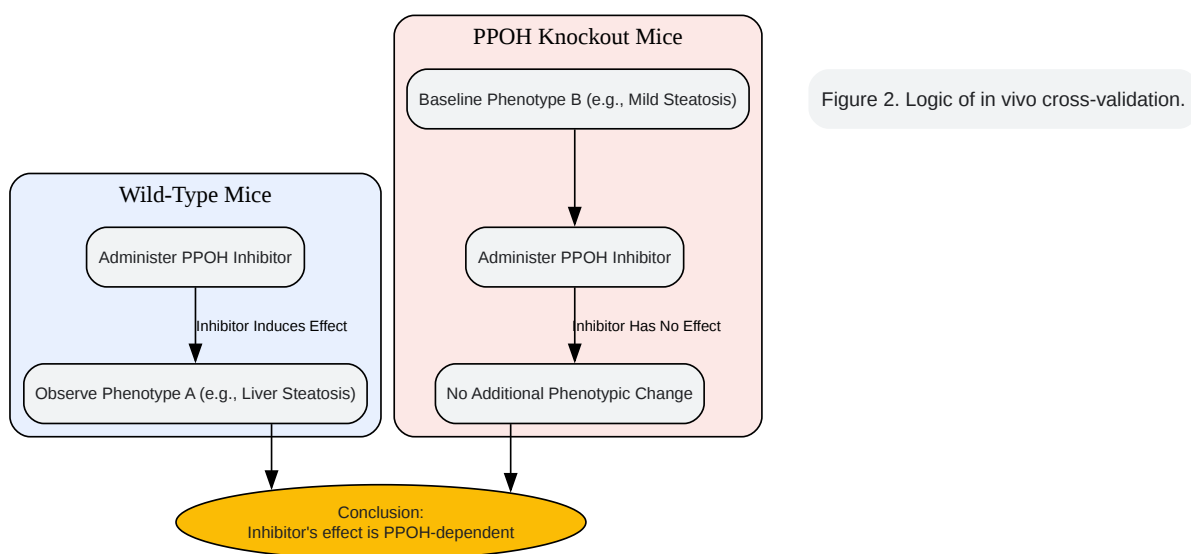 PPOH Knockout Mice
Baseline Phenotype B (e.g., Mild Steatosis)
Figure 2. Logic of in vivo cross-validation.
Wild-Type Mice
Administer PPOH Inhibitor
Inhibitor Induces Effect
Observe Phenotype A (e.g., Liver Steatosis)
Administer PPOH Inhibitor
Inhibitor Has No Effect
No Additional Phenotypic Change
Conclusion:
Inhibitor's effect is PPOH-dependent